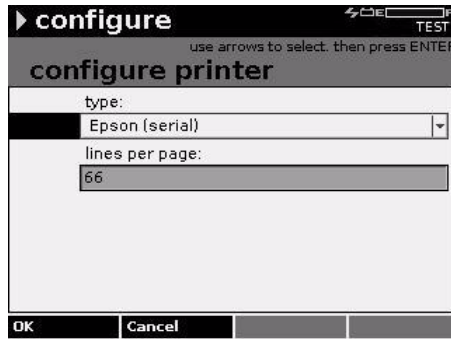 configure
E F
TEST
use arrows to select. then press ENTER
configure printer
type:
Epson (serial)
lines per page:
66
OK Cancel